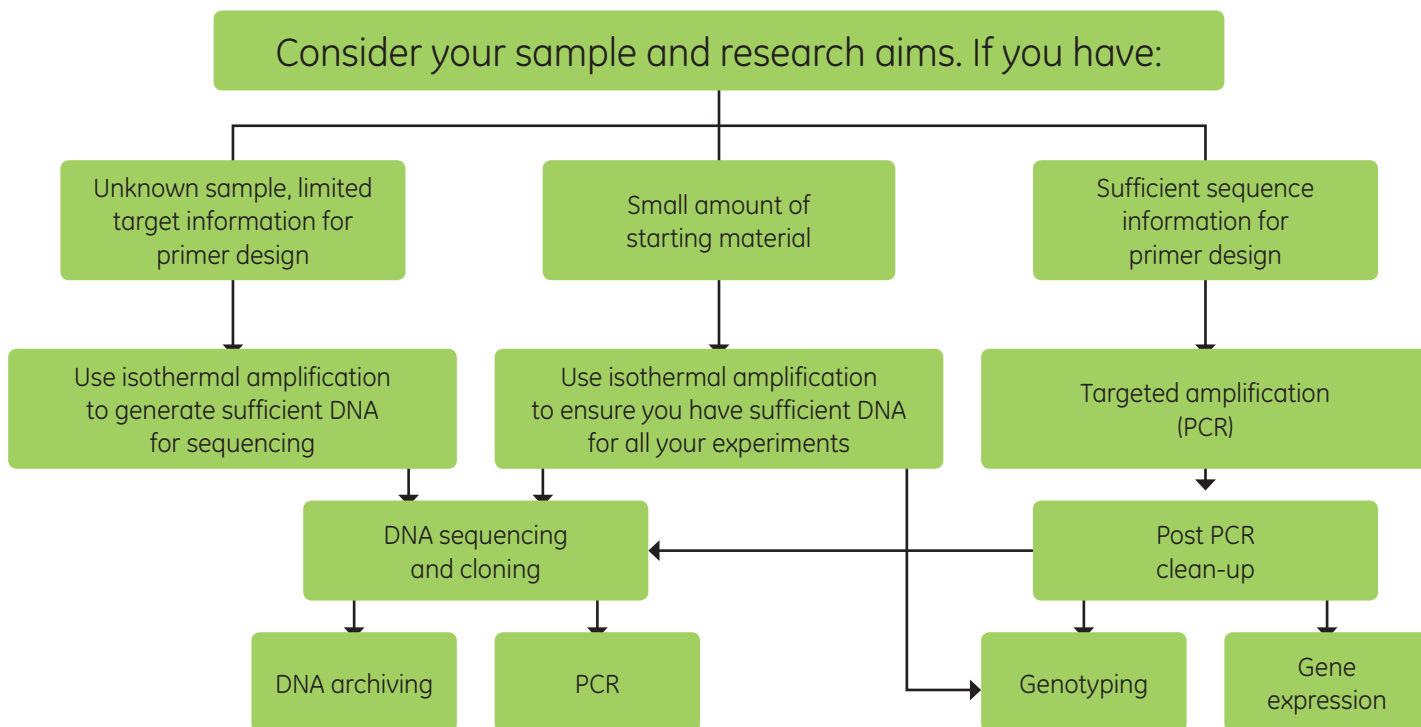 Consider your sample and research aims. If you have:
Unknown sample, limited
target information for
primer design
Small amount of
starting material
Sufficient sequence
information for
primer design
Use isothermal amplification
to generate sufficient DNA
for sequencing
Use isothermal amplification
to ensure you have sufficient DNA
for all your experiments
Targeted amplification
(PCR)
DNA sequencing
and cloning
Post PCR
clean-up
DNA archiving
PCR
Genotyping
Gene
expression